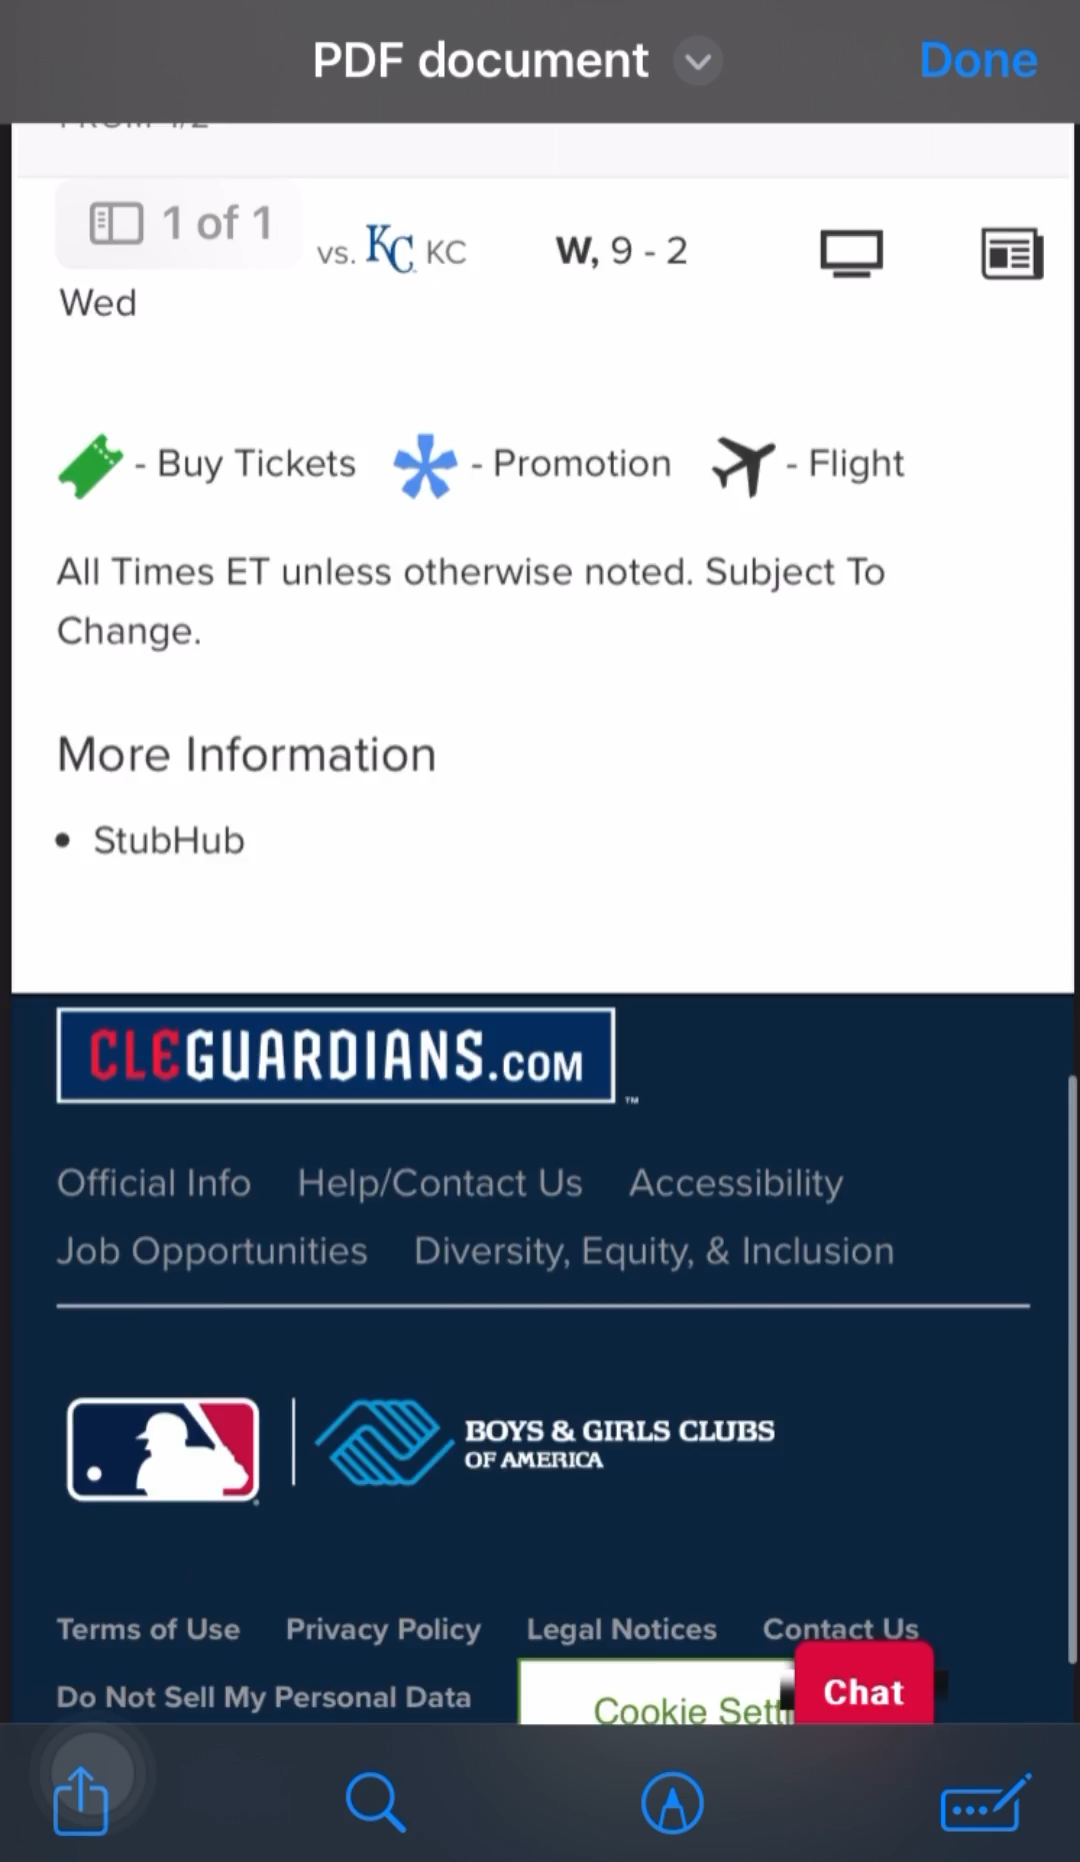 PDF document
Done
1 of 1
vs. KC KC
W, 9 - 2
Wed
- Buy Tickets - Promotion - Flight
All Times ET unless otherwise noted. Subject To
Change.
More Information
• StubHub
CLEGUARDIANS.COM
™
Official Info Help/Contact Us Accessibility
Job Opportunities Diversity, Equity, & Inclusion
BOYS & GIRLS CLUBS
OF AMERICA
Terms of Use Privacy Policy Legal Notices Contact Us
Do Not Sell My Personal Data
Cookie Sett
Chat